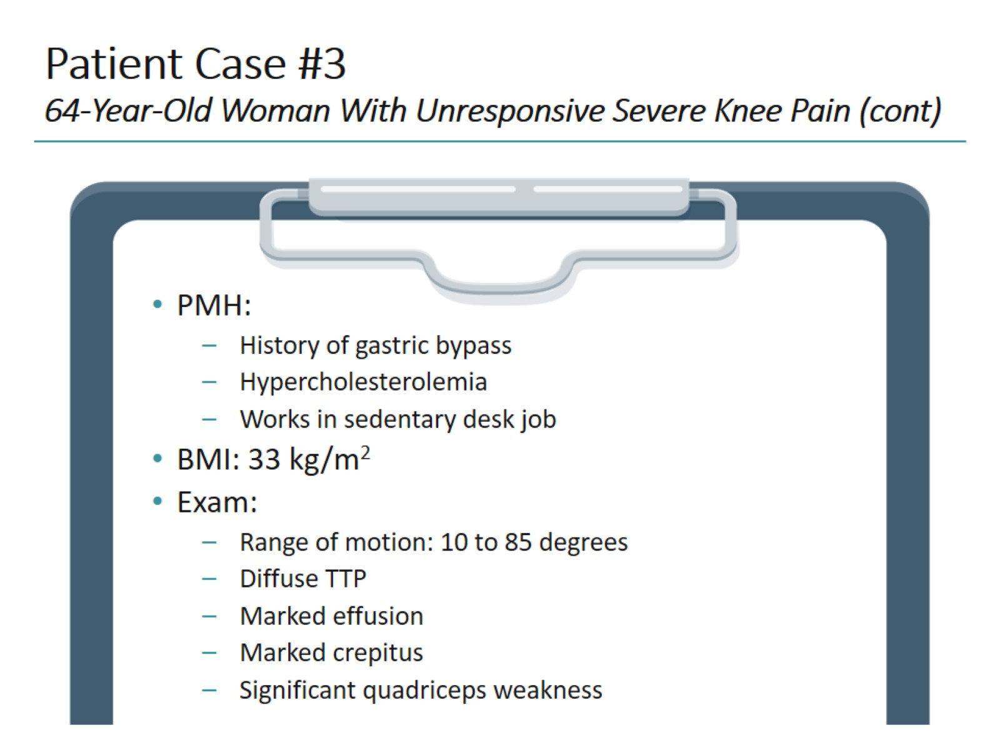 Patient Case #3
64-Year-Old Woman With Unresponsive Severe Knee Pain (cont)
• PMH:
– History of gastric bypass
– Hypercholesterolemia
– Works in sedentary desk job
• BMI: 33 kg/m²
• Exam:
– Range of motion: 10 to 85 degrees
– Diffuse TTP
– Marked effusion
– Marked crepitus
– Significant quadriceps weakness